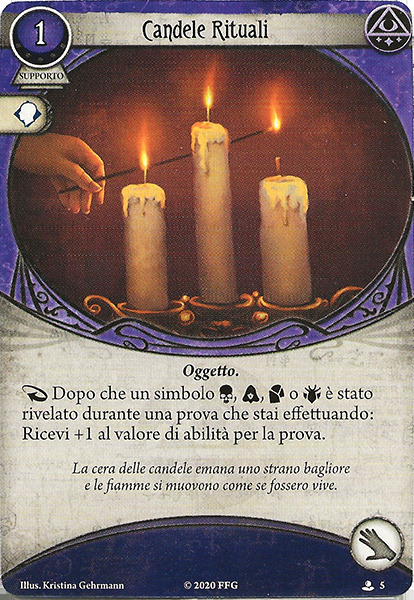 1
Candele Rituali
SUPPORTO
Oggetto.
Dopo che un simbolo , , o è stato
rivelato durante una prova che stai effettuando:
Ricevi +1 al valore di abilità per la prova.
La cera delle candele emana uno strano bagliore
e le fiamme si muovono come se fossero vive.
Illus. Kristina Gehrmann
© 2020 FFG
5